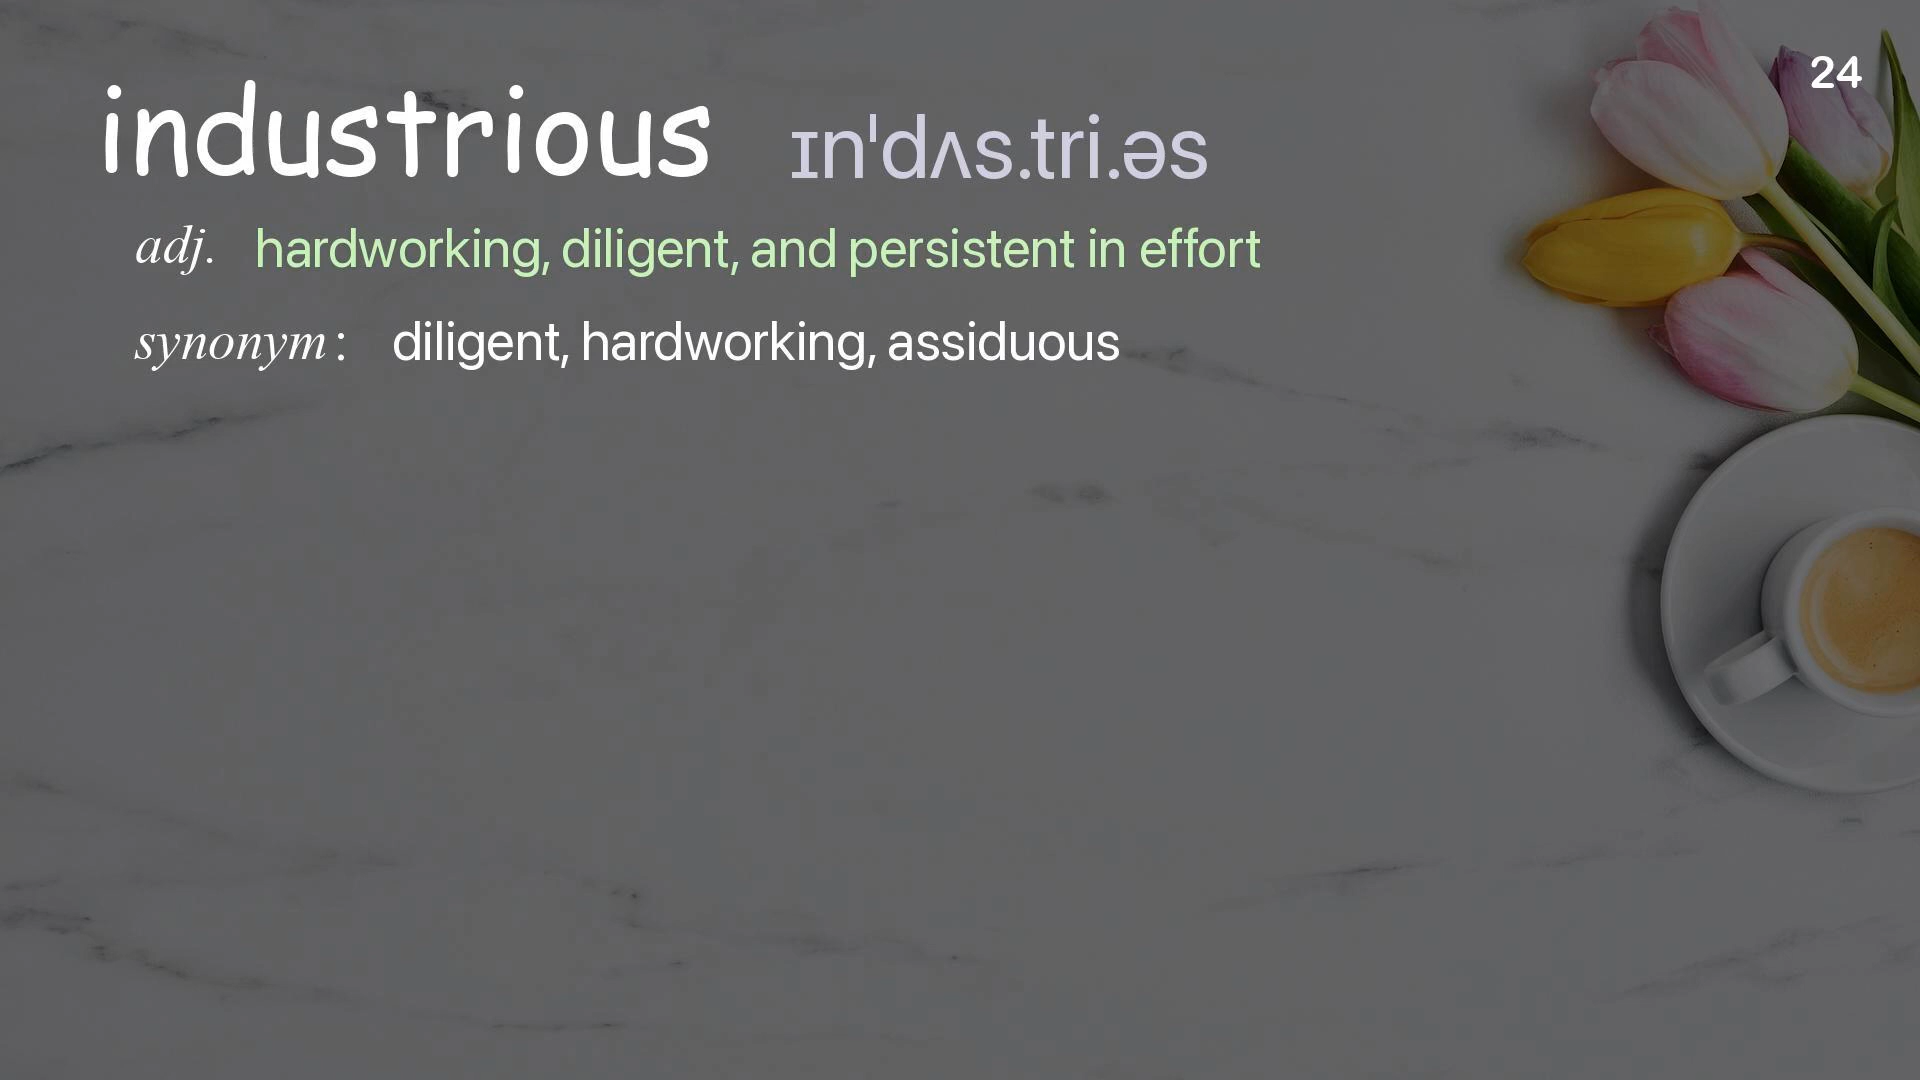 24
industrious ɪnˈdʌs.tri.əs
adj. hardworking, diligent, and persistent in effort
synonym: diligent, hardworking, assiduous